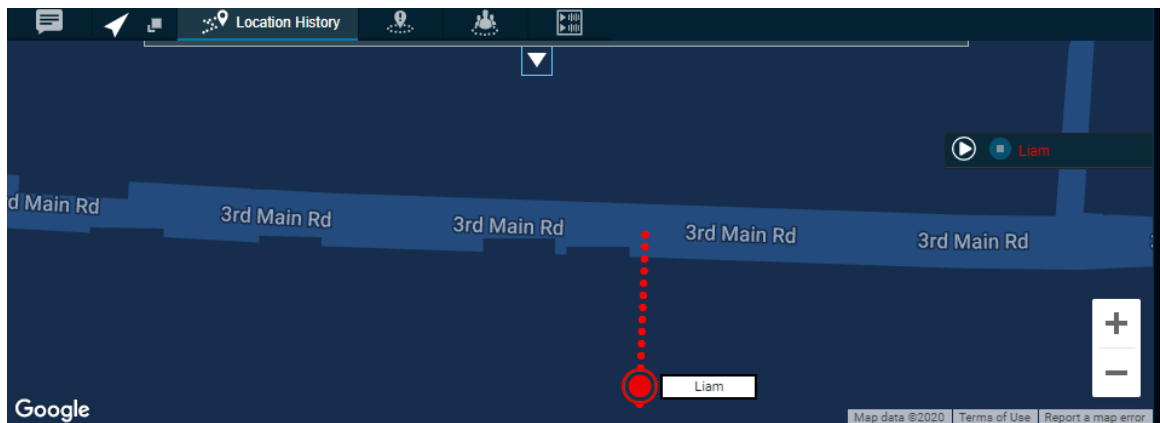 Location History
Liam
d Main Rd
3rd Main Rd
3rd Main Rd
3rd Main Rd
3rd Main Rd
Liam
Google
Map data ©2020
Terms of Use
Report a map error